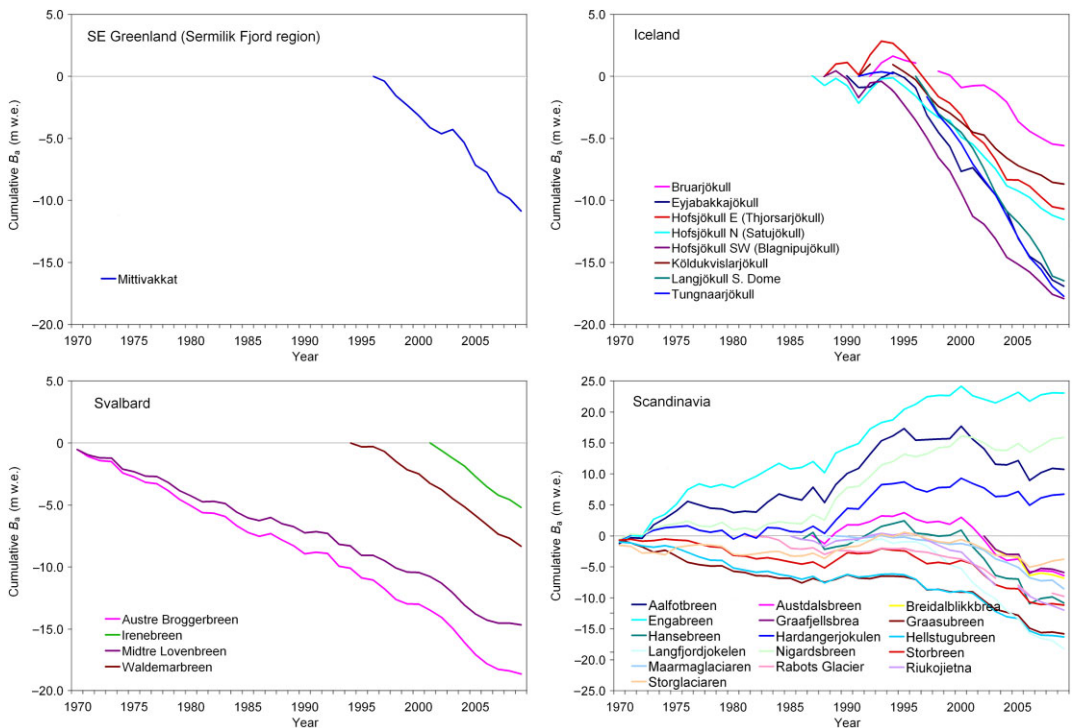 5.0
0
−5.0
−10.0
−15.0
−20.0
Cumulative Ba (m w.e.)
SE Greenland (Sermilik Fjord region)
Mittivakkat
1970 1975 1980 1985 1990 1995 2000 2005
Year
5.0
0
−5.0
−10.0
−15.0
−20.0
Cumulative Ba (m w.e.)
Iceland
Bruarjökull
Eyjabakkajökull
Hofsjökull E (Thjorsarjökull)
Hofsjökull N (Satujökull)
Hofsjökull SW (Blagnipujökull)
Köldukvislarjökull
Langjökull S. Dome
Tungnaarjökull
1970 1975 1980 1985 1990 1995 2000 2005
Year
5.0
0
−5.0
−10.0
−15.0
−20.0
Cumulative Ba (m w.e.)
Svalbard
Austre Broggerbreen
Irenebreen
Midtre Lovenbreen
Waldemarbreen
1970 1975 1980 1985 1990 1995 2000 2005
Year
25.0
20.0
15.0
10.0
5.0
0
−5.0
−10.0
−15.0
−20.0
−25.0
Cumulative Ba (m w.e.)
Scandinavia
Aalfotbreen Austdalsbreen Breidalblikkbrea
Engabreen Graafjellsbrea Graasubreen
Hansebreen Hardangerjokulen Hellstugubreen
Langfjordjokelen Nigardsbreen Storbreen
Maarmaglaciaren Rabots Glacier Riukojietna
Storglaciaren
1970 1975 1980 1985 1990 1995 2000 2005
Year